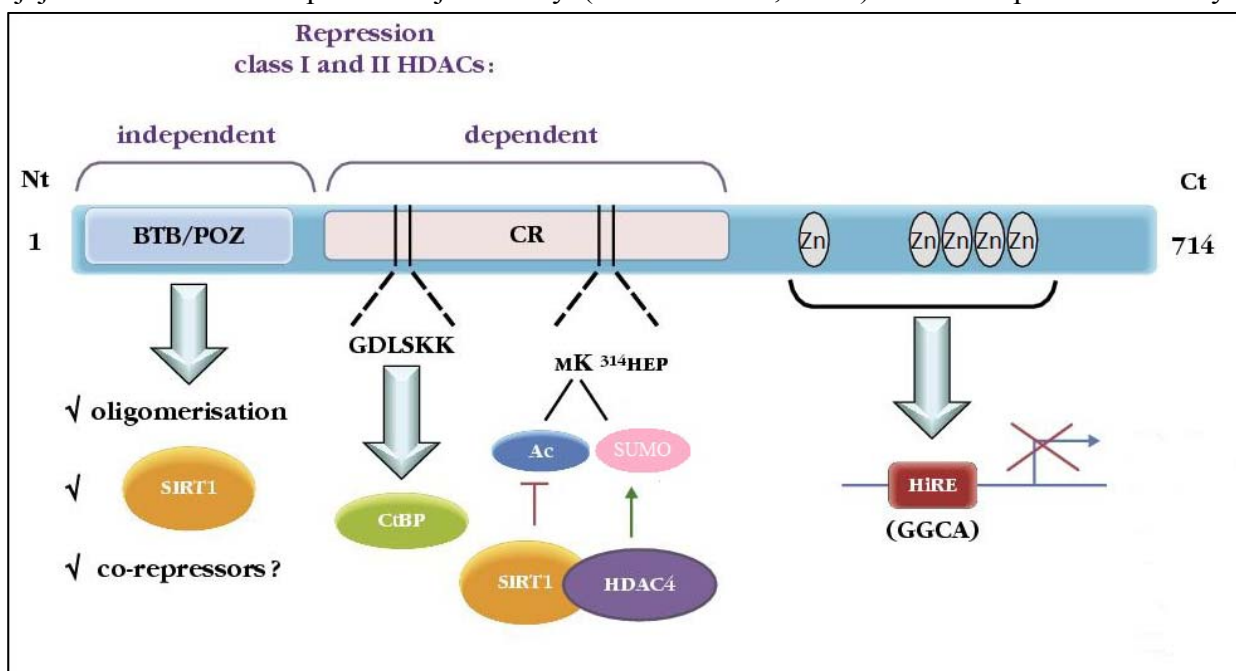 Repression
class I and II HDACs:
independent
dependent
Nt
Ct
1
BTB/POZ
CR
Zn
Zn Zn Zn Zn
714
GDLSKK
MK ³¹⁴HEP
√ oligomerisation
Ac
SUMO
√
SIRT1
CtBP
HiRE
(GGCA)
√ co-repressors?
SIRT1
HDAC4